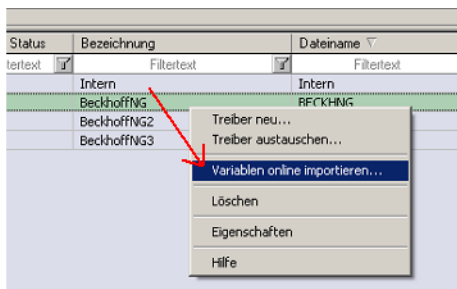 Status Bezeichnung Dateiname
tertext Filtertext Filtertext
Intern Intern
BeckhoffNG BECKHNG
BeckhoffNG2
BeckhoffNG3
Treiber neu...
Treiber austauschen...
Variablen online importieren...
Löschen
Eigenschaften
Hilfe